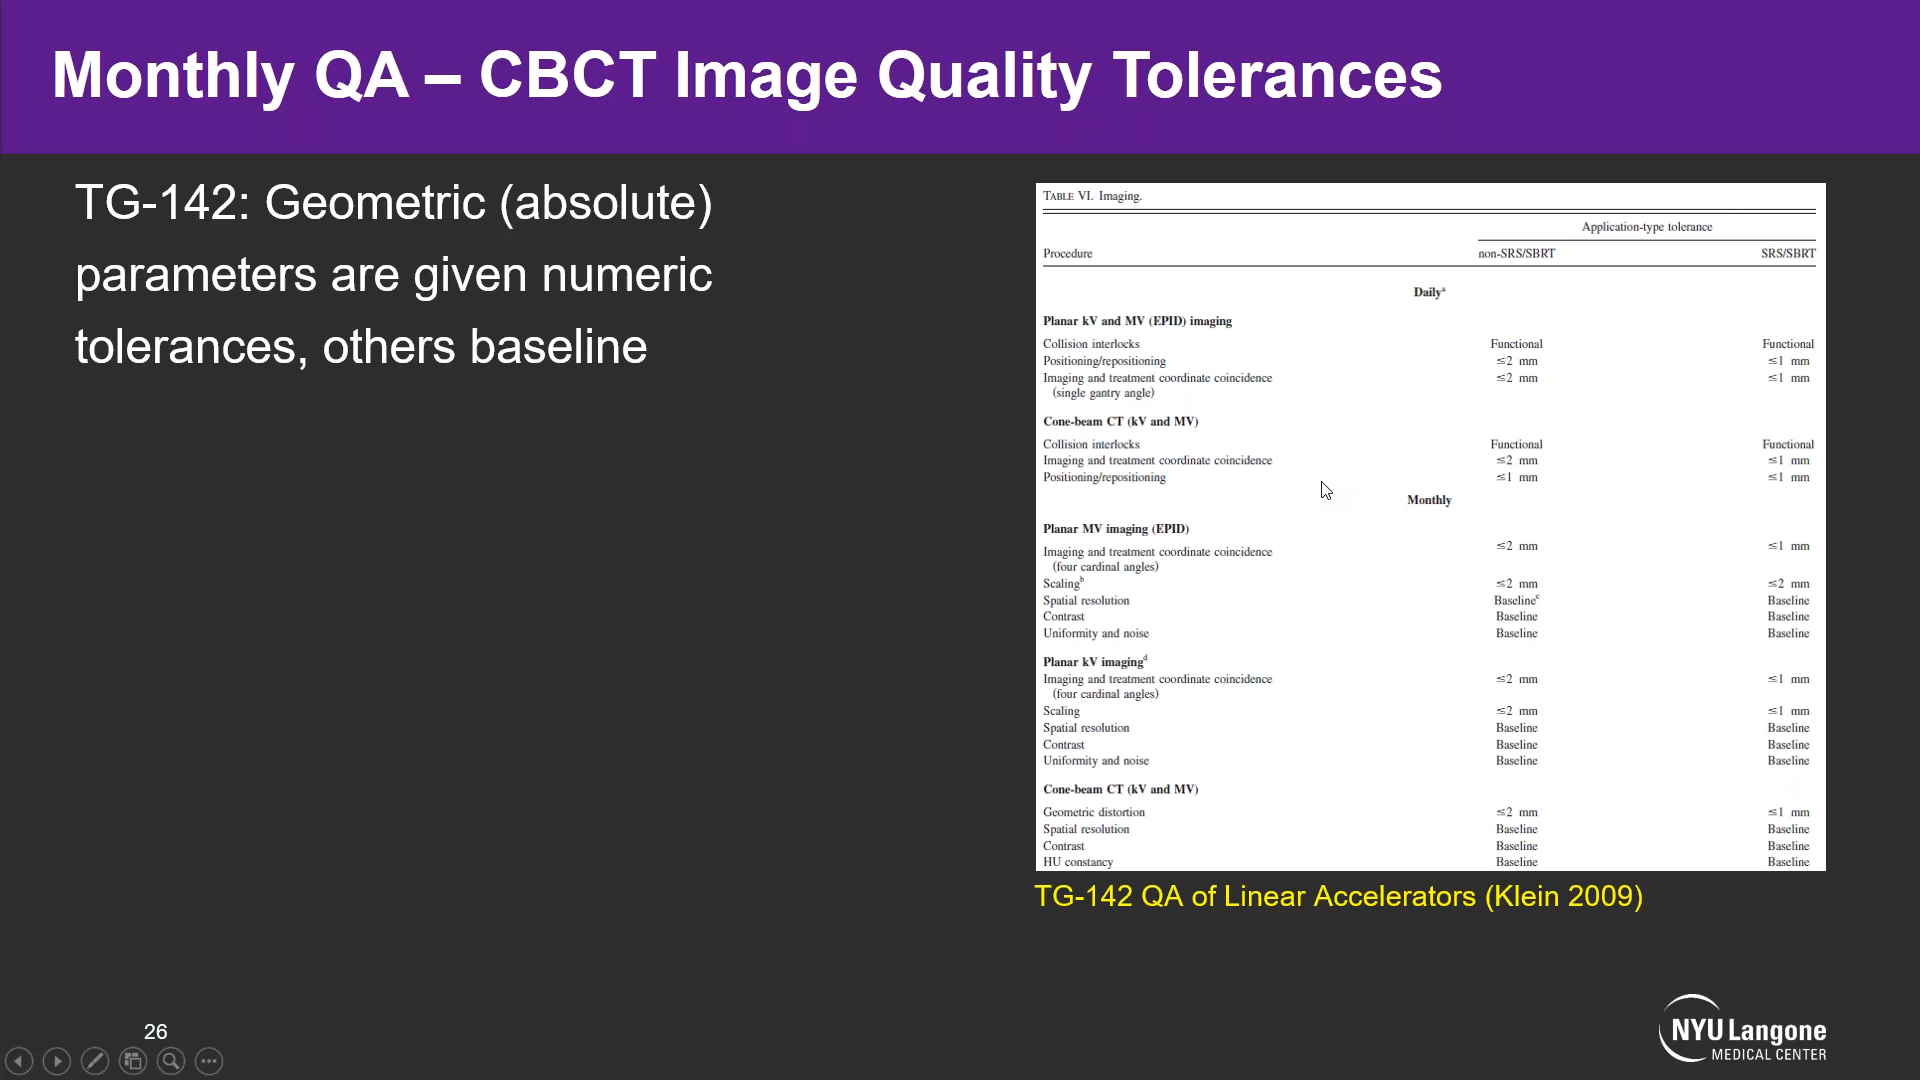 Monthly QA – CBCT Image Quality Tolerances
TG-142: Geometric (absolute)
parameters are given numeric
tolerances, others baseline
TABLE VI. Imaging.
Application-type tolerance
Procedure non-SRS/SBRT SRS/SBRT
Dailyᵃ
Planar kV and MV (EPID) imaging
Collision interlocks Functional Functional
Positioning/repositioning ≤2 mm ≤1 mm
Imaging and treatment coordinate coincidence ≤2 mm ≤1 mm
(single gantry angle)
Cone-beam CT (kV and MV)
Collision interlocks Functional Functional
Imaging and treatment coordinate coincidence ≤2 mm ≤1 mm
Positioning/repositioning ≤1 mm ≤1 mm
Monthly
Planar MV imaging (EPID)
Imaging and treatment coordinate coincidence ≤2 mm ≤1 mm
(four cardinal angles)
Scalingᵇ ≤2 mm ≤2 mm
Spatial resolution Baselineᶜ Baseline
Contrast Baseline Baseline
Uniformity and noise Baseline Baseline
Planar kV imagingᵈ
Imaging and treatment coordinate coincidence ≤2 mm ≤1 mm
(four cardinal angles)
Scaling ≤2 mm ≤1 mm
Spatial resolution Baseline Baseline
Contrast Baseline Baseline
Uniformity and noise Baseline Baseline
Cone-beam CT (kV and MV)
Geometric distortion ≤2 mm ≤1 mm
Spatial resolution Baseline Baseline
Contrast Baseline Baseline
HU constancy Baseline Baseline
TG-142 QA of Linear Accelerators (Klein 2009)
26
NYU Langone
MEDICAL CENTER